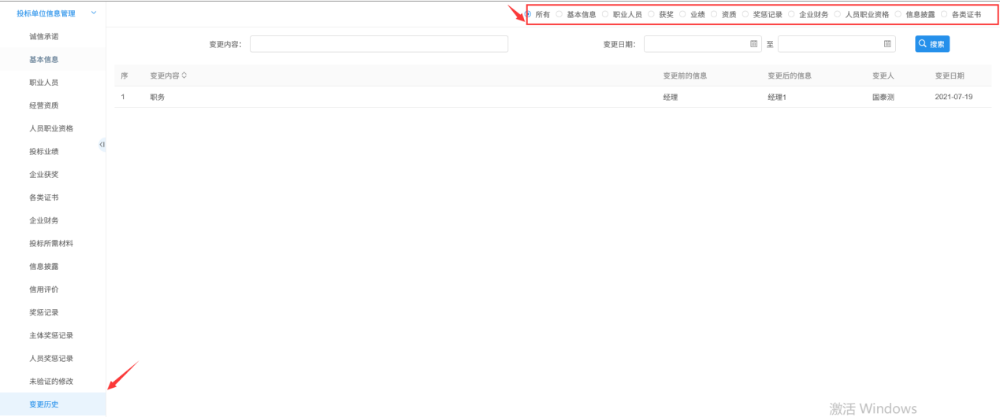 投标单位信息管理
诚信承诺
基本信息
职业人员
经营资质
人员职业资格
投标业绩
企业获奖
各类证书
企业财务
投标所需材料
信息披露
信用评价
奖惩记录
主体奖惩记录
人员奖惩记录
未验证的修改
变更历史
所有 基本信息 职业人员 获奖 业绩 资质 奖惩记录 企业财务 人员职业资格 信息披露 各类证书
变更内容: 变更日期: 至 搜索
序 变更内容 变更前的信息 变更后的信息 变更人 变更日期
1 职务 经理 经理1 国泰测 2021-07-19
激活 Windows